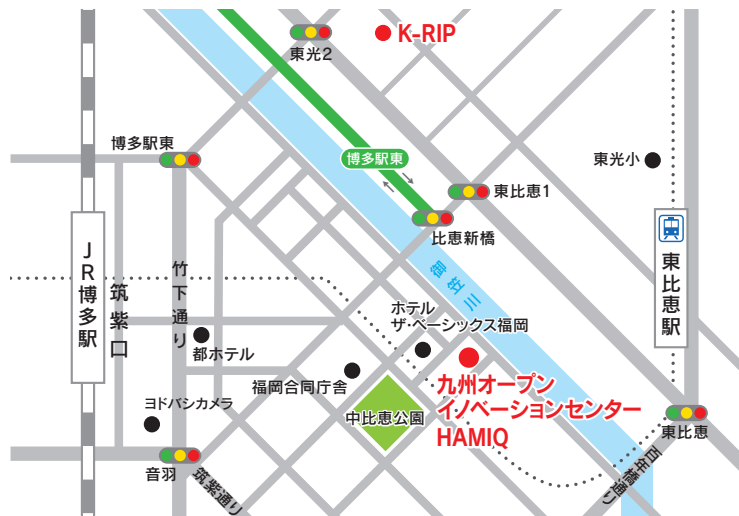 K-RIP
東光2
博多駅東
博多駅東
東光小
東比恵1
比恵新橋
JR博多駅
筑紫口
竹下通り
御笠川
東比恵駅
ホテル
ザ・ベーシックス福岡
都ホテル
福岡合同庁舎
九州オープン
イノベーションセンター
HAMIQ
ヨドバシカメラ
中比恵公園
東比恵
音羽
筑紫通り
百年橋通り